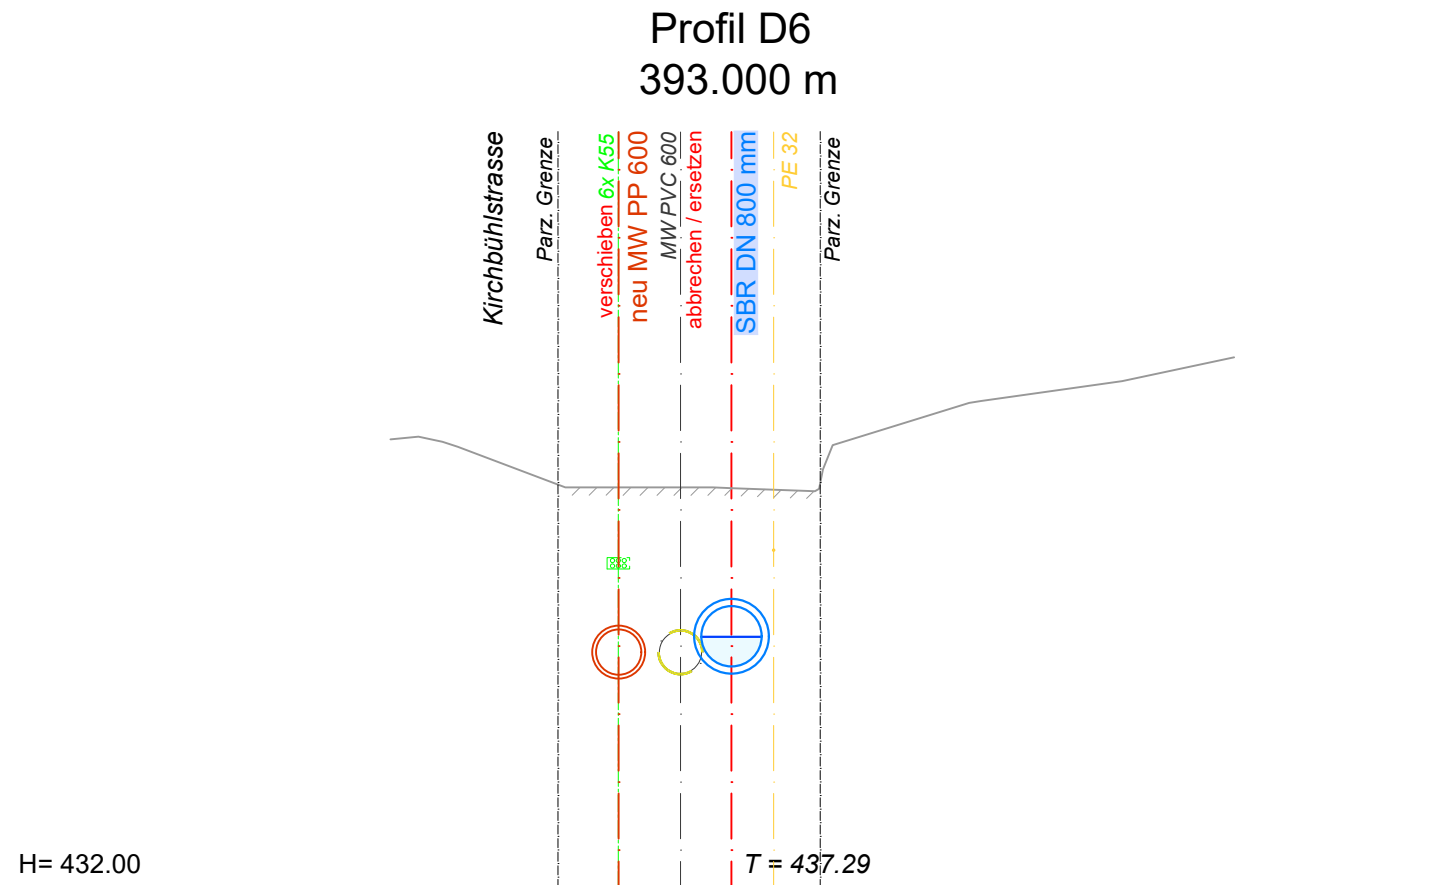 Profil D6
393.000 m
Kirchbühlstrasse
Parz. Grenze
verschieben 6x K55
neu MW PP 600
MW PVC 600
abbrechen / ersetzen
SBR DN 800 mm
PE 32
Parz. Grenze
H= 432.00
T = 437.29